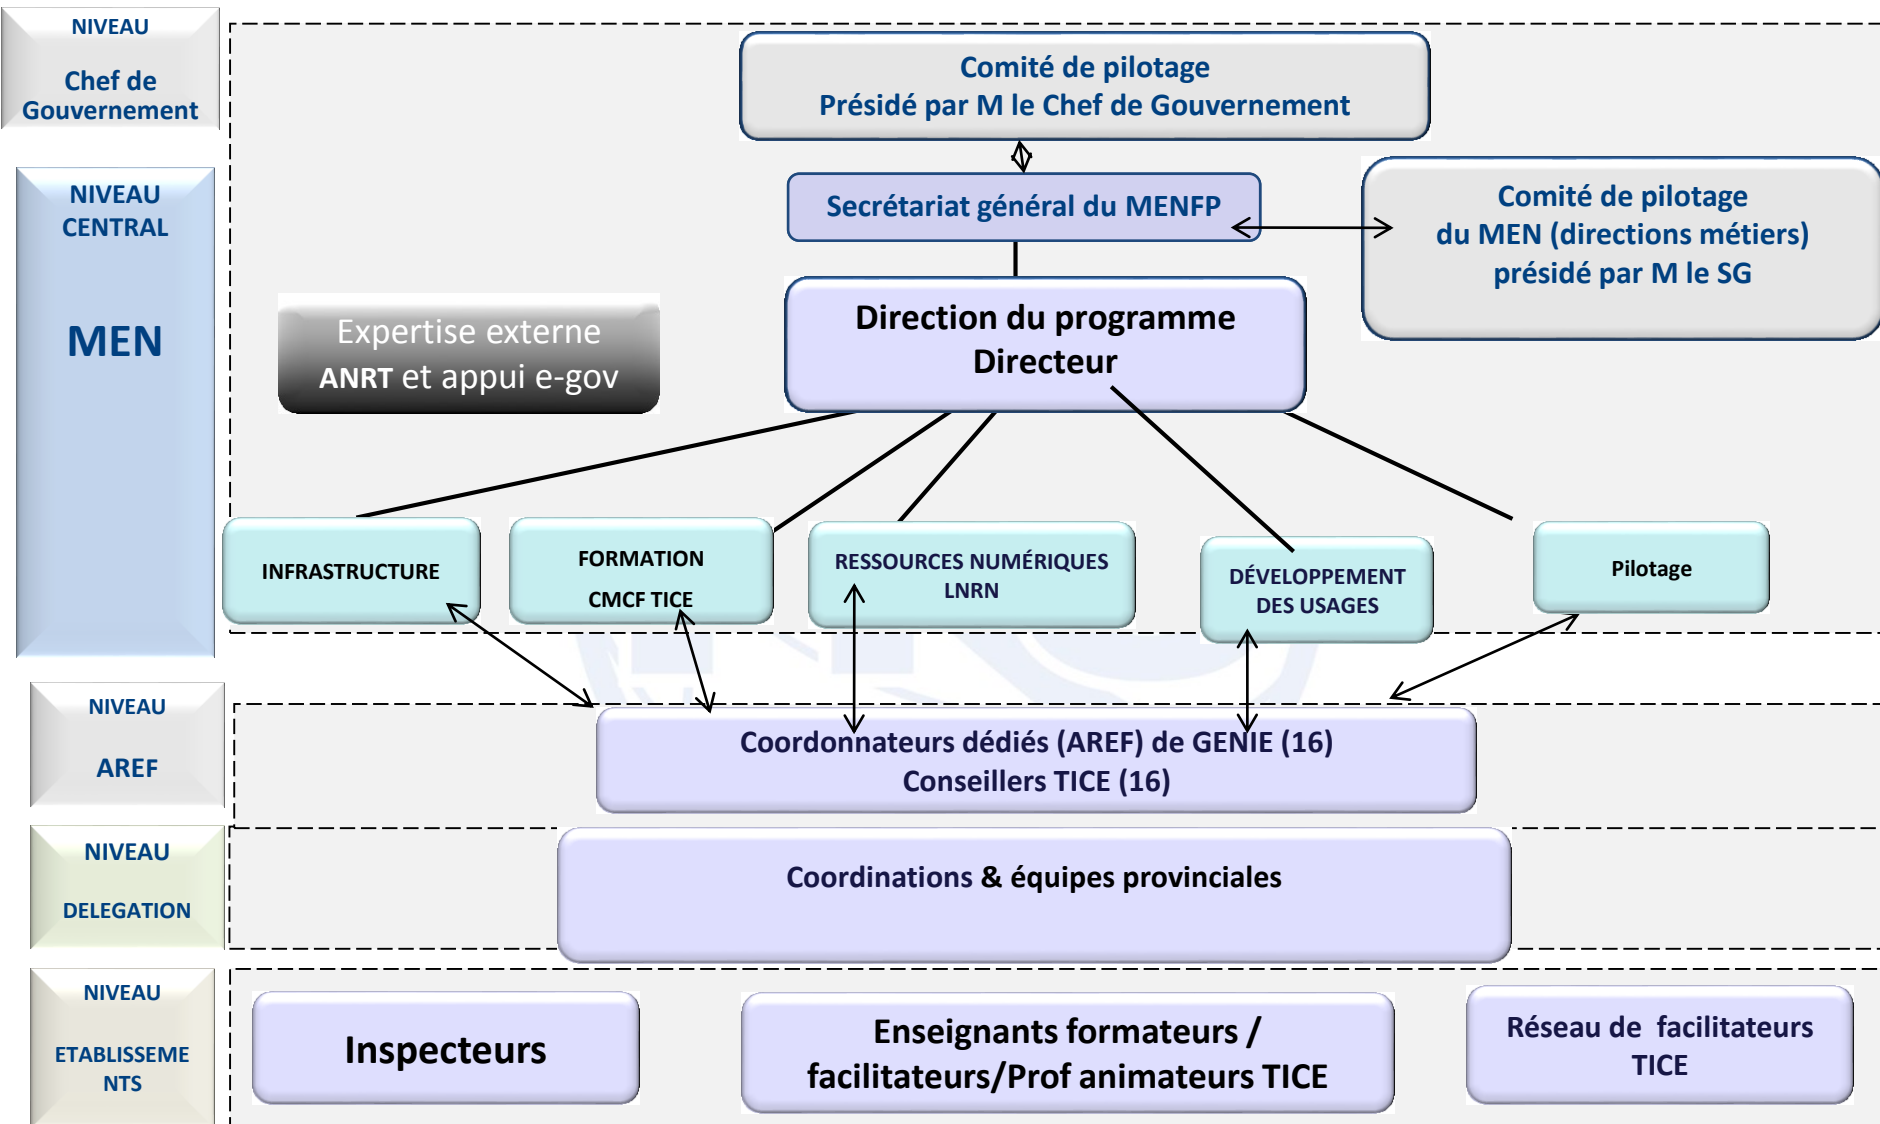 NIVEAU
Chef de
Gouvernement
Comité de pilotage
Présidé par M le Chef de Gouvernement
NIVEAU
CENTRAL
MEN
Secrétariat général du MENFP
Comité de pilotage
du MEN (directions métiers)
présidé par M le SG
Expertise externe
ANRT et appui e-gov
Direction du programme
Directeur
INFRASTRUCTURE
FORMATION
CMCF TICE
RESSOURCES NUMÉRIQUES
LNRN
DÉVELOPPEMENT
DES USAGES
Pilotage
NIVEAU
AREF
Coordonnateurs dédiés (AREF) de GENIE (16)
Conseillers TICE (16)
NIVEAU
DELEGATION
Coordinations & équipes provinciales
NIVEAU
ETABLISSEME
NTS
Inspecteurs
Enseignants formateurs /
facilitateurs/Prof animateurs TICE
Réseau de facilitateurs
TICE